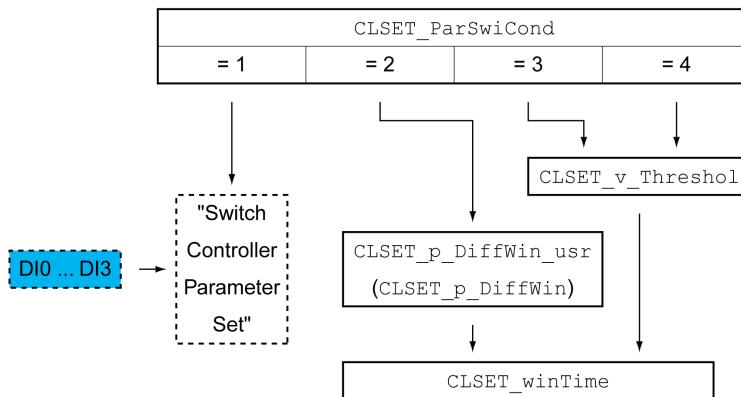 CLSET_ParSwiCond
= 1
= 2
= 3
= 4
CLSET_v_Threshol
"Switch
Controller
Parameter
Set"
DI0 ... DI3
CLSET_p_DiffWin_usr
(CLSET_p_DiffWin)
CLSET_winTime